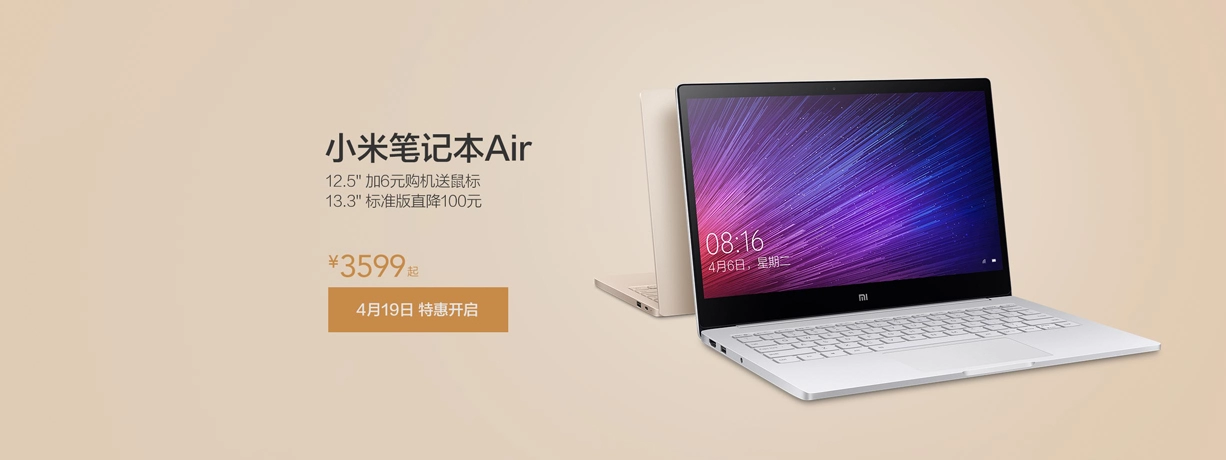 小米笔记本Air
12.5" 加6元购机送鼠标
13.3" 标准版直降100元
¥3599起
4月19日 特惠开启
08:16
4月6日，星期二
mi